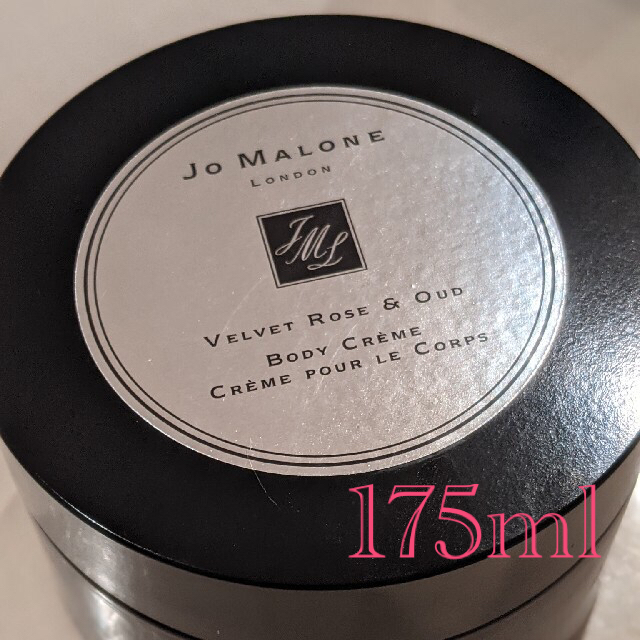 Jo Malone
London
JML
Velvet Rose & Oud
Body Crème
Crème pour le Corps
175ml